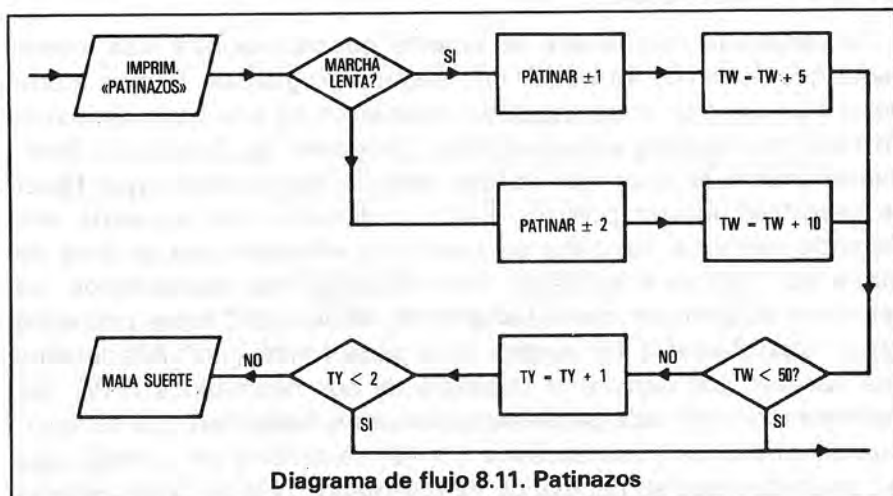 IMPRIM.
«PATINAZOS»
MARCHA
LENTA?
SI
PATINAR ±1
TW = TW + 5
PATINAR ± 2
TW = TW + 10
MALA SUERTE
NO
TY < 2
TY = TY + 1
NO
TW < 50?
SI
SI
Diagrama de flujo 8.11. Patinazos